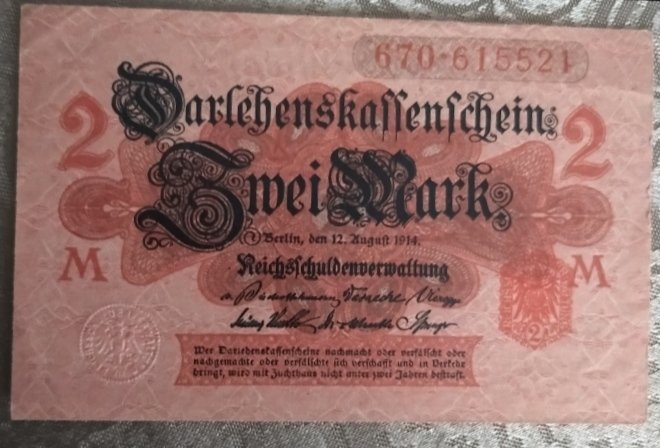 670·615521
Darlehenskassenschein.
2 2
Zwei Mark.
Berlin, den 12. August 1914.
M M
Reichsschuldenverwaltung
2
Wer Darlehenskassenscheine nachmacht oder verfälscht oder
nachgemachte oder verfälschte sich verschafft und in Verkehr
bringt, wird mit Zuchthaus nicht unter zwei Jahren bestraft.